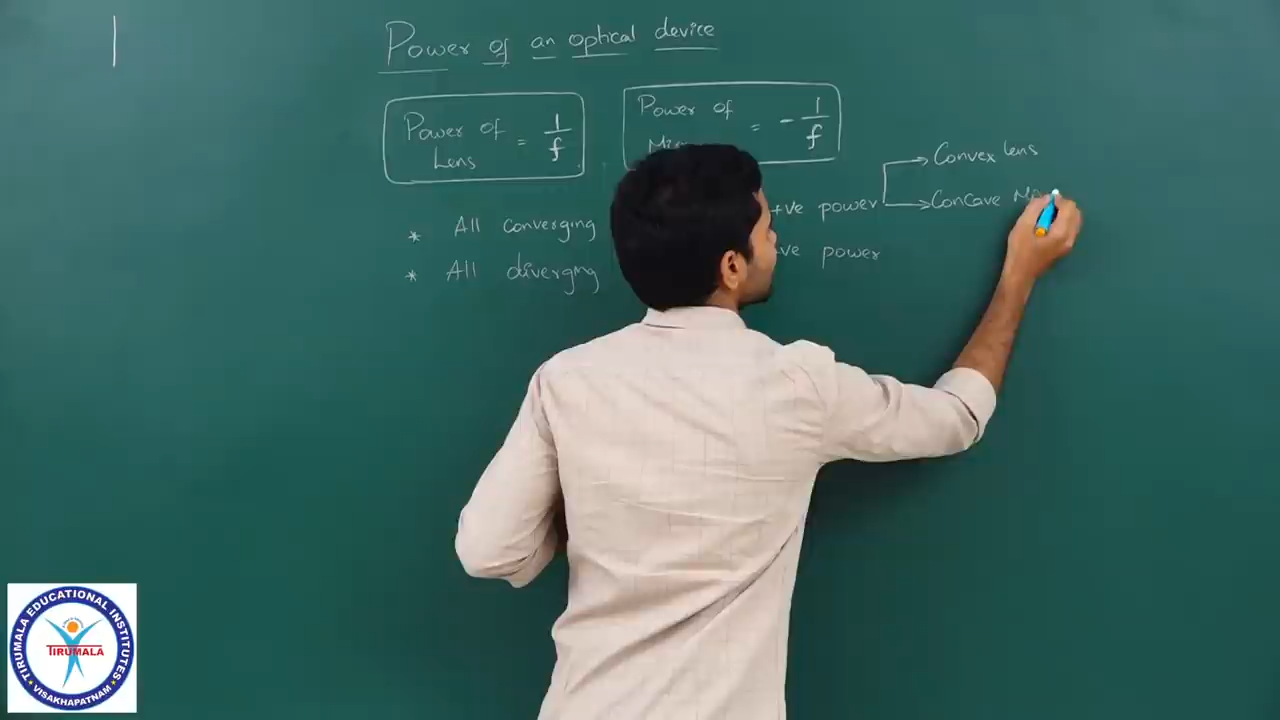 Power of an optical device
Power of Lens = 1/f
Power of = - 1/f
* All converging +ve power
Convex lens
Concave
* All diverging ve power
TIRUMALA EDUCATIONAL INSTITUTES
TIRUMALA
VISAKHAPATNAM